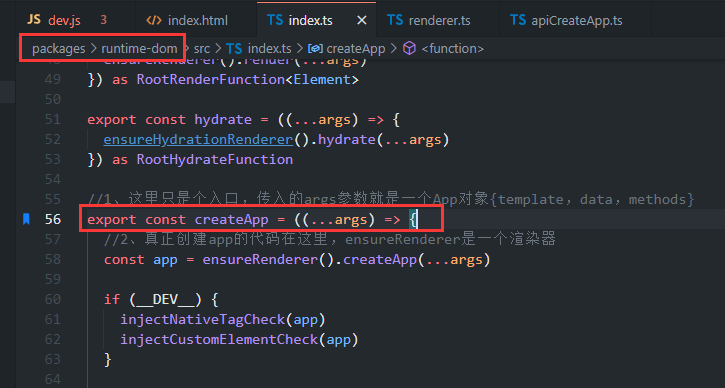 JS dev.js 3 index.html TS index.ts TS renderer.ts TS apiCreateApp.ts
packages > runtime-dom > src > TS index.ts > createApp > <function>
49 }) as RootRenderFunction<Element>
50
51 export const hydrate = ((...args) => {
52 ensureHydrationRenderer().hydrate(...args)
53 }) as RootHydrateFunction
54
55 //1、这里只是个入口，传入的args参数就是一个App对象{template，data，methods}
56 export const createApp = ((...args) => {
57 //2、真正创建app的代码在这里，ensureRenderer是一个渲染器
58 const app = ensureRenderer().createApp(...args)
59
60 if (__DEV__) {
61 injectNativeTagCheck(app)
62 injectCustomElementCheck(app)
63 }
64